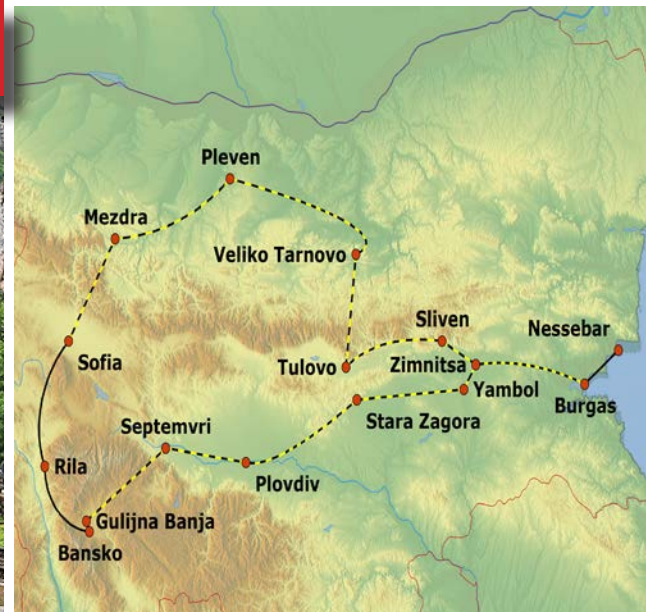 Pleven
Mezdra
Veliko Tarnovo
Sliven
Nessebar
Sofia
Tulovo
Zimnitsa
Yambol
Burgas
Stara Zagora
Septemvri
Rila
Plovdiv
Gulijna Banja
Bansko